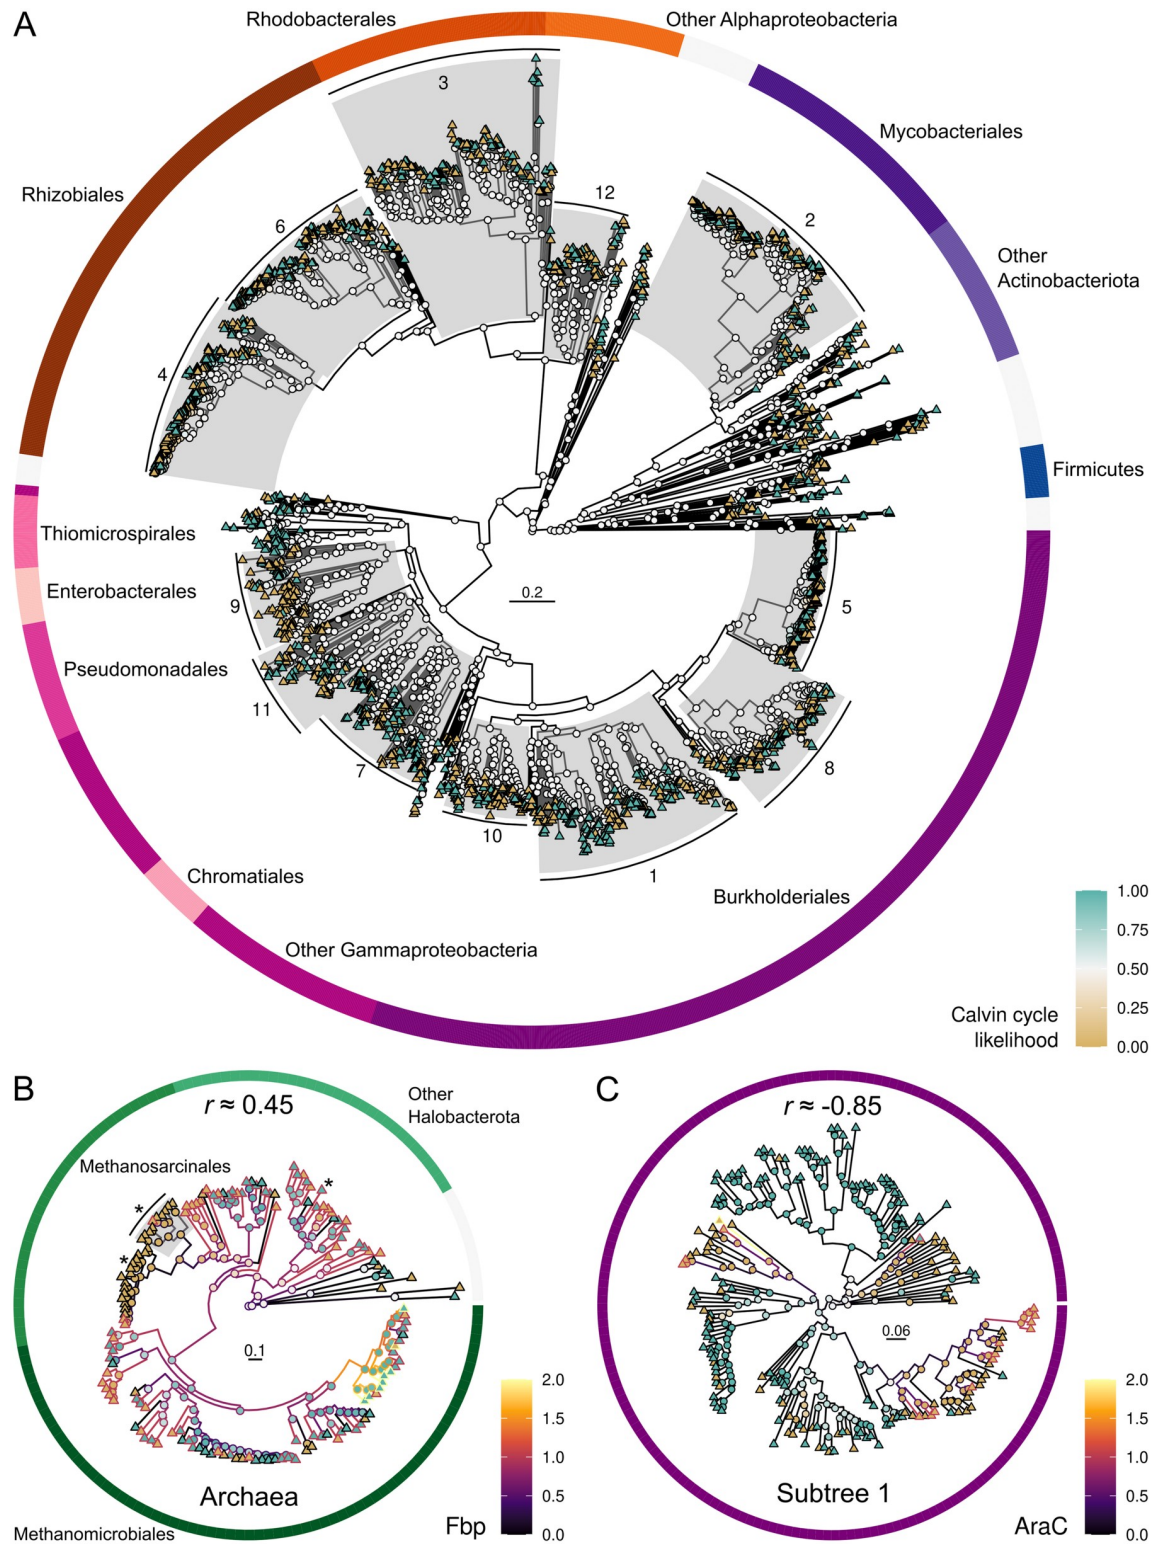 A
Rhodobacterales
Other Alphaproteobacteria
3
Mycobacteriales
Rhizobiales
12
2
6
Other
Actinobacteriota
4
Firmicutes
Thiomicrospirales
0.2
Enterobacterales
9
5
Pseudomonadales
11
7
8
10
1
Chromatiales
Burkholderiales
Other Gammaproteobacteria
1.00
0.75
0.50
0.25
0.00
Calvin cycle
likelihood
B
r ≈ 0.45
Other
Halobacterota
Methanosarcinales
*
*
*
0.1
2.0
1.5
1.0
0.5
0.0
Archaea
Fbp
Methanomicrobiales
C
r ≈ -0.85
0.06
2.0
1.5
1.0
0.5
0.0
Subtree 1
AraC